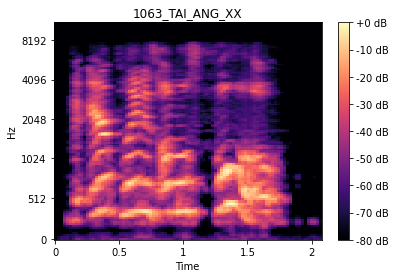 1063_TAI_ANG_XX
8192
4096
2048
1024
512
0
Hz
0
0.5
1
1.5
2
Time
+0 dB
-10 dB
-20 dB
-30 dB
-40 dB
-50 dB
-60 dB
-70 dB
-80 dB